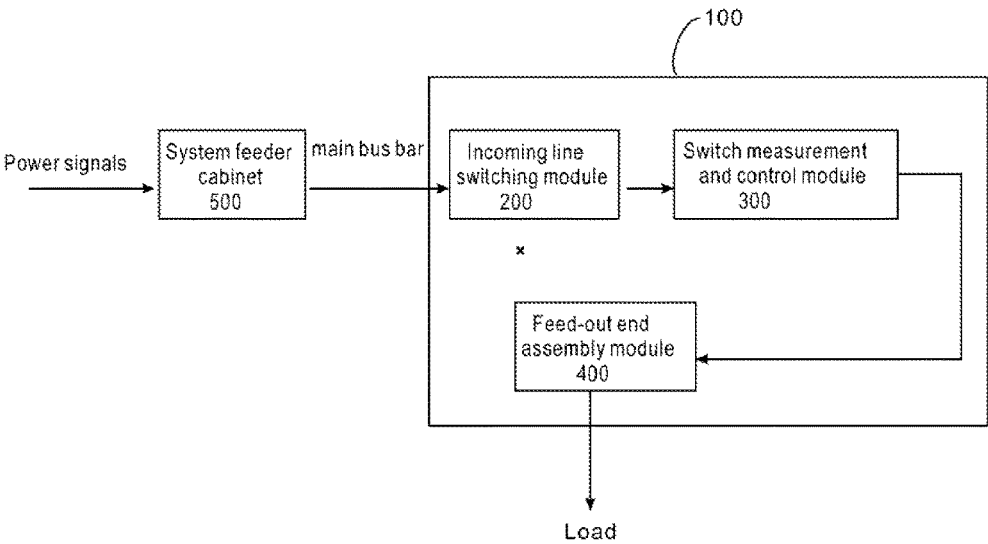 100
Power signals
System feeder
cabinet
500
main bus bar
Incoming line
switching module
200
Switch measurement
and control module
300
Feed-out end
assembly module
400
Load